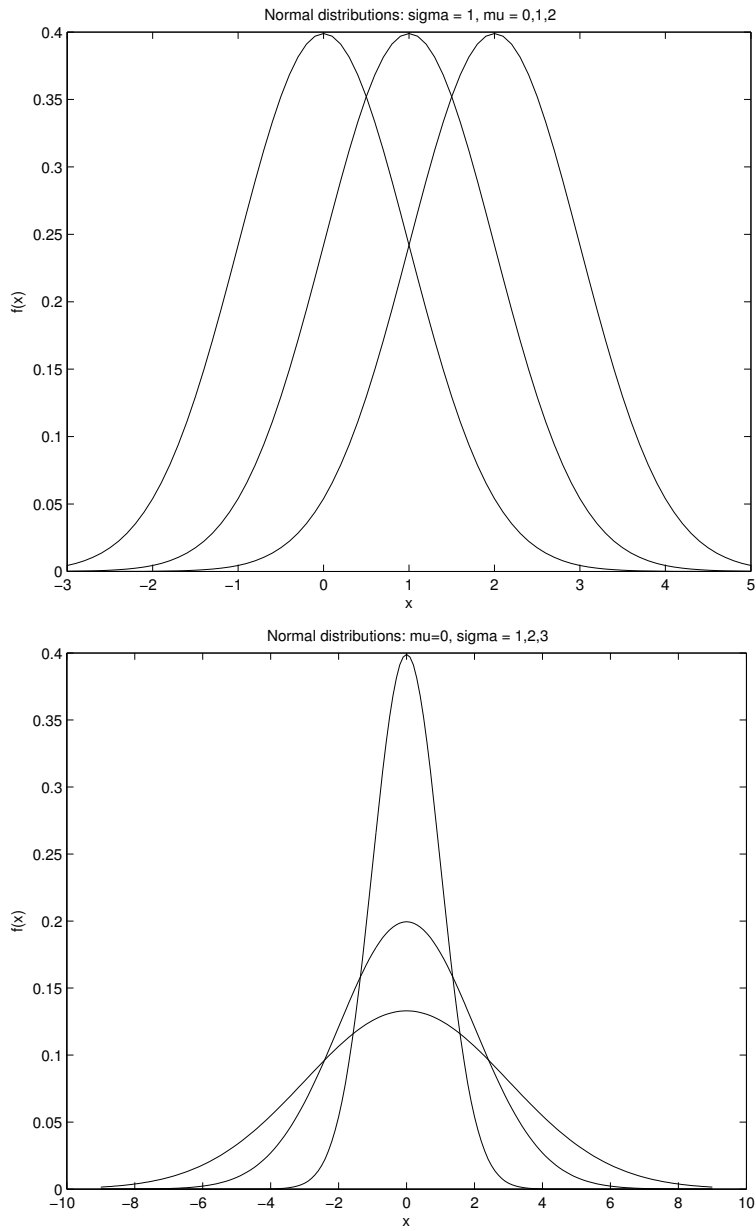 Normal distributions: sigma = 1, mu = 0,1,2
0.4
0.35
0.3
0.25
0.2
0.15
0.1
0.05
0
f(x)
−3 −2 −1 0 1 2 3 4 5
x
Normal distributions: mu=0, sigma = 1,2,3
0.4
0.35
0.3
0.25
0.2
0.15
0.1
0.05
0
f(x)
−10 −8 −6 −4 −2 0 2 4 6 8 10
x